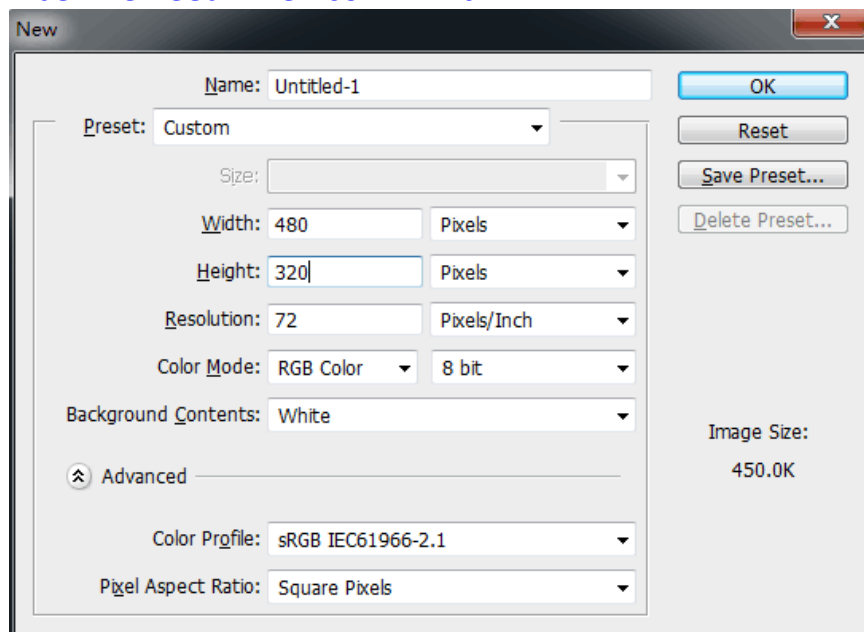 New
Name: Untitled-1
OK
Preset: Custom
Reset
Size:
Save Preset...
Width: 480 Pixels
Delete Preset...
Height: 320 Pixels
Resolution: 72 Pixels/Inch
Color Mode: RGB Color 8 bit
Background Contents: White
Image Size:
450.0K
Advanced
Color Profile: sRGB IEC61966-2.1
Pixel Aspect Ratio: Square Pixels